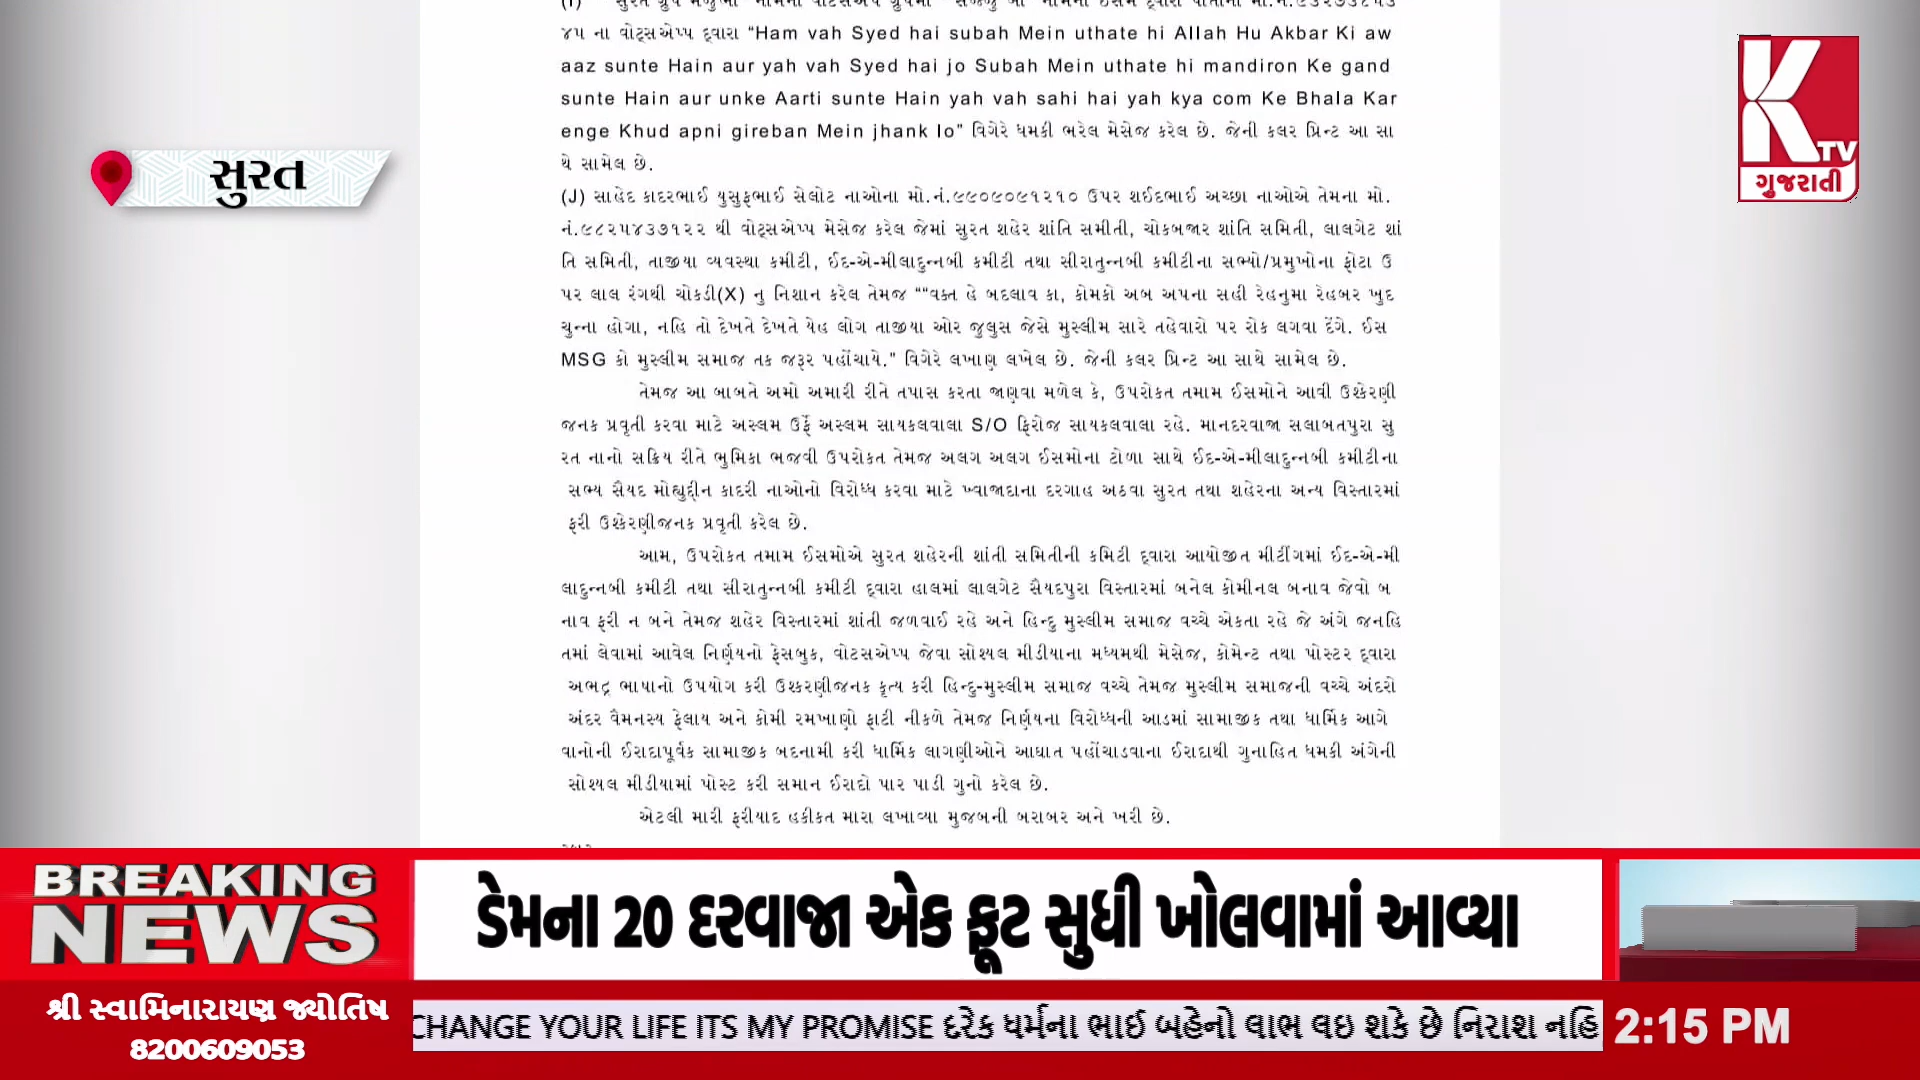 ૪૫ ના વોટ્સએપ્પ દ્વારા “Ham vah Syed hai subah Mein uthate hi Allah Hu Akbar Ki aw
aaz sunte Hain aur yah vah Syed hai jo Subah Mein uthate hi mandiron Ke gand
sunte Hain aur unke Aarti sunte Hain yah vah sahi hai yah kya com Ke Bhala Kar
enge Khud apni gireban Mein jhank lo” વિગેરે ધમકી ભરેલ મેસેજ કરેલ છે. જેની કલર પ્રિન્ટ આ સા
થે સામેલ છે.
(J) સાહેદ કાદરભાઈ યુસુફભાઈ સેલોટ નાઓના મો.નં.૯૯૦૯૦૯૧૨૧૦ ઉપર શઈદભાઈ અચ્છા નાઓએ તેમના મો.
નં.૯૮૨૫૪૩૭૧૨૨ થી વોટ્સએપ્પ મેસેજ કરેલ જેમાં સુરત શહેર શાંતિ સમીતી, ચોકબજાર શાંતિ સમિતી, લાલગેટ શાં
તિ સમિતી, તાજીયા વ્યવસ્થા કમીટી, ઈદ-એ-મીલાદુન્નબી કમીટી તથા સીરાતુન્નબી કમીટીના સભ્યો/પ્રમુખોના ફોટા ઉ
પર લાલ રંગથી ચોકડી(X) નુ નિશાન કરેલ તેમજ ““વક્ત હે બદલાવ કા, કોમકો અબ અપના સહી રેહનુમા રેહબર ખુદ
ચુન્ના હોગા, નહિ તો દેખતે દેખતે યેહ લોગ તાજીયા ઓર જુલુસ જેસે મુસ્લીમ સારે તહેવારો પર રોક લગવા દેંગે. ઈસ
MSG કો મુસ્લીમ સમાજ તક જરૂર પહોંચાયે." વિગેરે લખાણ લખેલ છે. જેની કલર પ્રિન્ટ આ સાથે સામેલ છે.
તેમજ આ બાબતે અમો અમારી રીતે તપાસ કરતા જાણવા મળેલ કે, ઉપરોકત તમામ ઈસમોને આવી ઉશ્કેરણી
જનક પ્રવૃતી કરવા માટે અસ્લમ ઉર્ફે અસ્લમ સાયકલવાલા S/O ફિરોજ સાયકલવાલા રહે. માનદરવાજા સલાબતપુરા સુ
રત નાનો સક્રિય રીતે ભુમિકા ભજવી ઉપરોકત તેમજ અલગ અલગ ઈસમોના ટોળા સાથે ઈદ-એ-મીલાદુન્નબી કમીટીના
સભ્ય સૈયદ મોહ્યુદ્દીન કાદરી નાઓનો વિરોધ્ધ કરવા માટે ખ્વાજાદાના દરગાહ અઠવા સુરત તથા શહેરના અન્ય વિસ્તારમાં
ફરી ઉશ્કેરણીજનક પ્રવૃતી કરેલ છે.
આમ, ઉપરોકત તમામ ઈસમોએ સુરત શહેરની શાંતી સમિતીની કમિટી દ્વારા આયોજીત મીટીંગમાં ઈદ-એ-મી
લાદુન્નબી કમીટી તથા સીરાતુન્નબી કમીટી દ્વારા હાલમાં લાલગેટ સૈયદપુરા વિસ્તારમાં બનેલ કોમીનલ બનાવ જેવો બ
નાવ ફરી ન બને તેમજ શહેર વિસ્તારમાં શાંતી જળવાઈ રહે અને હિન્દુ મુસ્લીમ સમાજ વચ્ચે એકતા રહે જે અંગે જનહિ
તમાં લેવામાં આવેલ નિર્ણયનો ફેસબુક, વોટસએપ્પ જેવા સોશ્યલ મીડીયાના મધ્યમથી મેસેજ, કોમેન્ટ તથા પોસ્ટર દ્વારા
અભદ્ર ભાષાનો ઉપયોગ કરી ઉશ્કરણીજનક કૃત્ય કરી હિન્દુ-મુસ્લીમ સમાજ વચ્ચે તેમજ મુસ્લીમ સમાજની વચ્ચે અંદરો
અંદર વૈમનસ્ય ફેલાય અને કોમી રમખાણો ફાટી નીકળે તેમજ નિર્ણયના વિરોધ્ધની આડમાં સામાજીક તથા ધાર્મિક આગે
વાનોની ઈરાદાપૂર્વક સામાજીક બદનામી કરી ધાર્મિક લાગણીઓને આઘાત પહોંચાડવાના ઈરાદાથી ગુનાહિત ધમકી અંગેની
સોશ્યલ મીડીયામાં પોસ્ટ કરી સમાન ઈરાદો પાર પાડી ગુનો કરેલ છે.
એટલી મારી ફરીયાદ હકીકત મારા લખાવ્યા મુજબની બરાબર અને ખરી છે.
સુરત
K TV
ગુજરાતી
BREAKING
NEWS
ડેમના 20 દરવાજા એક ફૂટ સુધી ખોલવામાં આવ્યા
શ્રી સ્વામિનારાયણ જ્યોતિષ
8200609053
CHANGE YOUR LIFE ITS MY PROMISE દરેક ધર્મના ભાઈ બહેનો લાભ લઇ શકે છે નિરાશ નહિ
2:15 PM